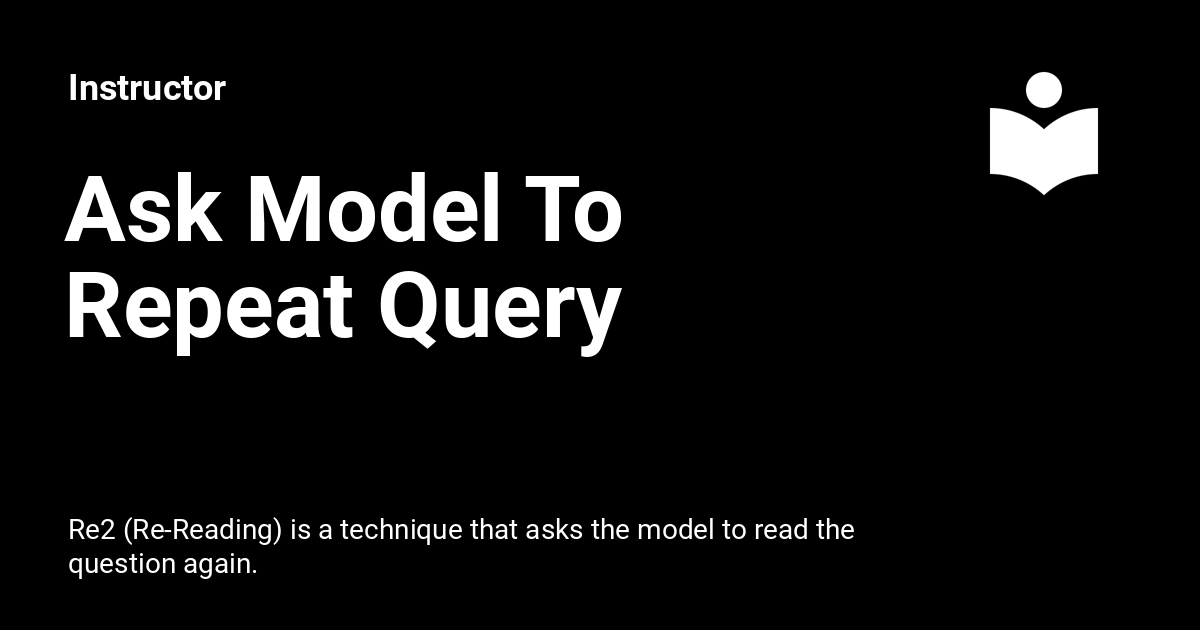 Instructor
Ask Model To
Repeat Query
Re2 (Re-Reading) is a technique that asks the model to read the
question again.